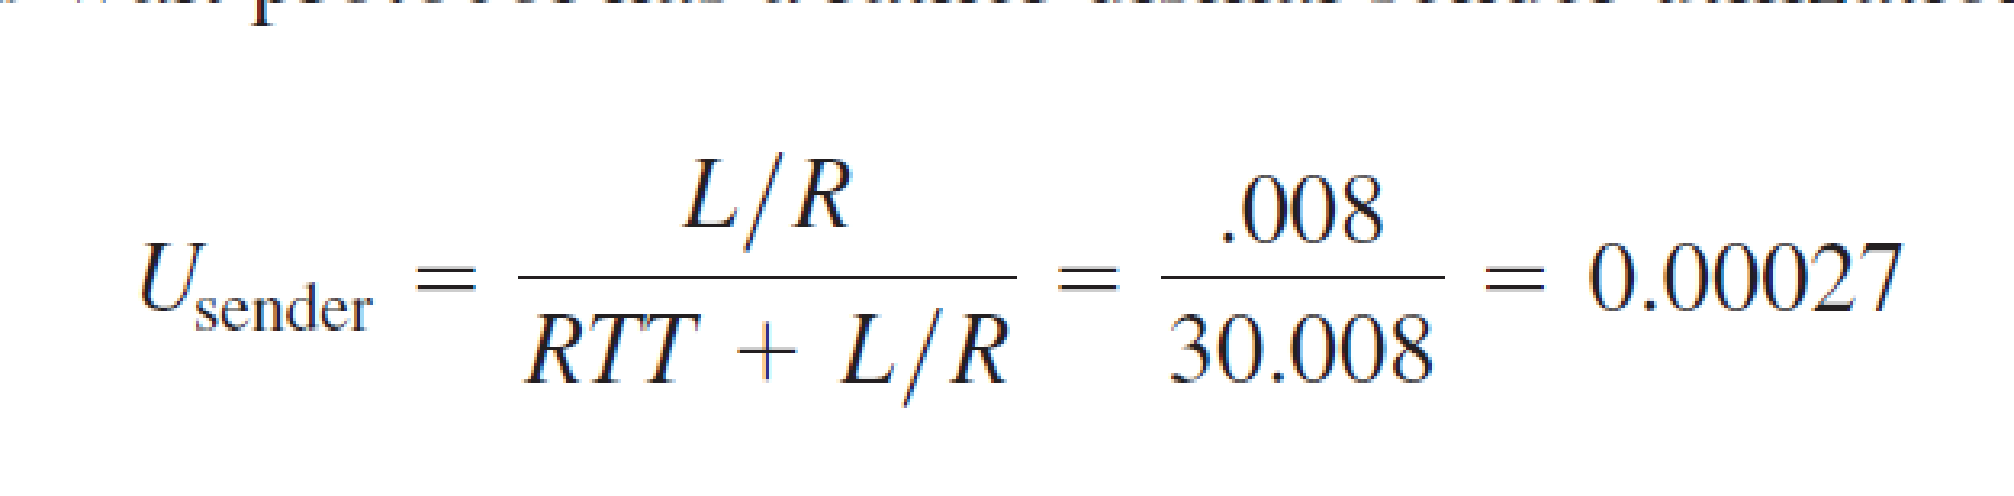 U_sender = L/R / RTT + L/R = .008 / 30.008 = 0.00027